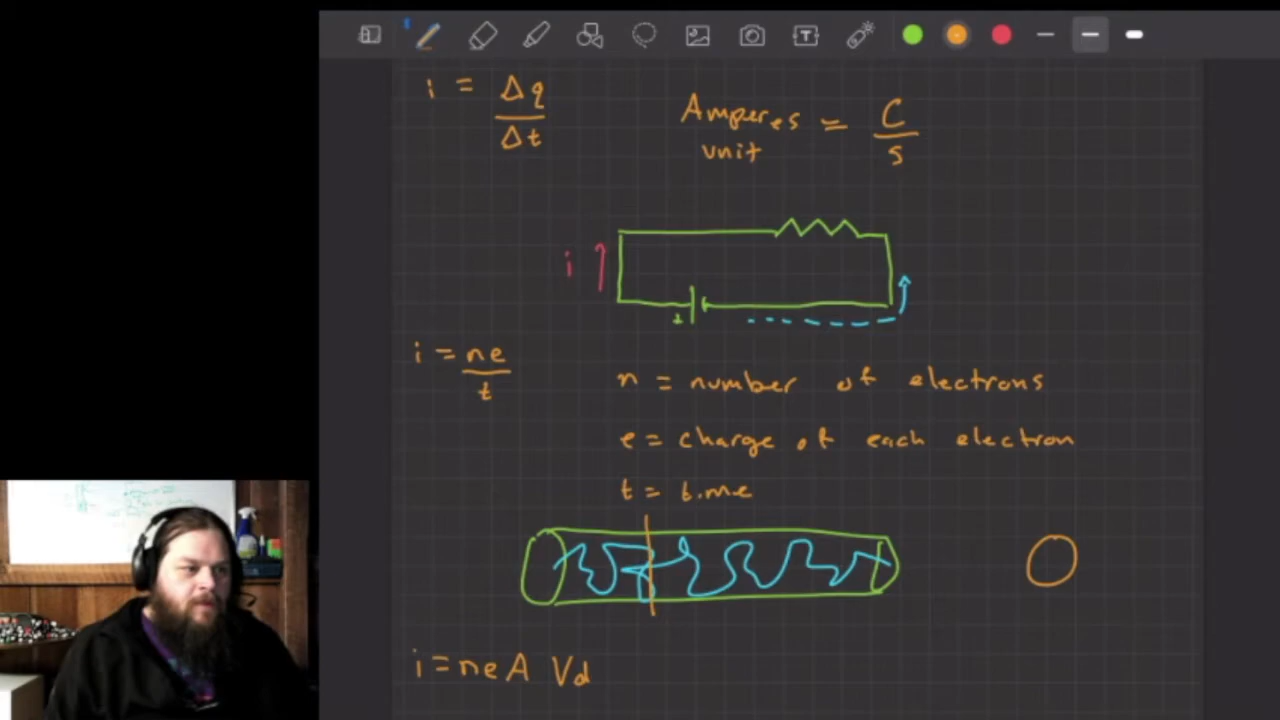 i = Δq/Δt
Amperes = C/s
unit
i
+
i = ne/t
n = number of electrons
e = charge of each electron
t = time
i = neA Vd